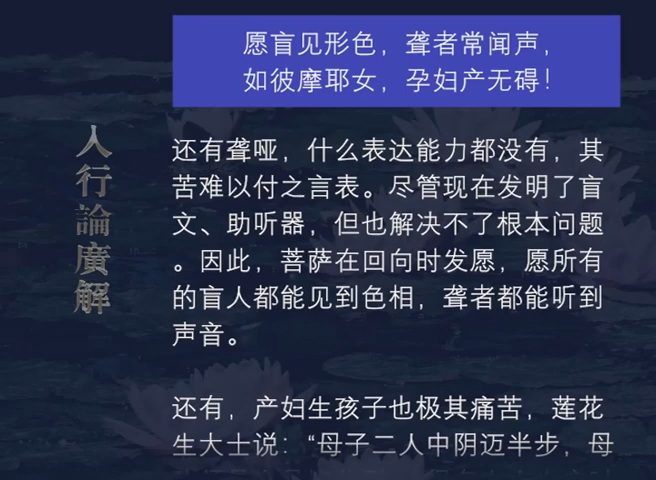 愿盲见形色，聋者常闻声，
如彼摩耶女，孕妇产无碍！
人行論廣解
还有聋哑，什么表达能力都没有，其
苦难以付之言表。尽管现在发明了盲
文、助听器，但也解决不了根本问题
。因此，菩萨在回向时发愿，愿所有
的盲人都能见到色相，聋者都能听到
声音。
还有，产妇生孩子也极其痛苦，莲花
生大士说：“母子二人中阴迈半步，母